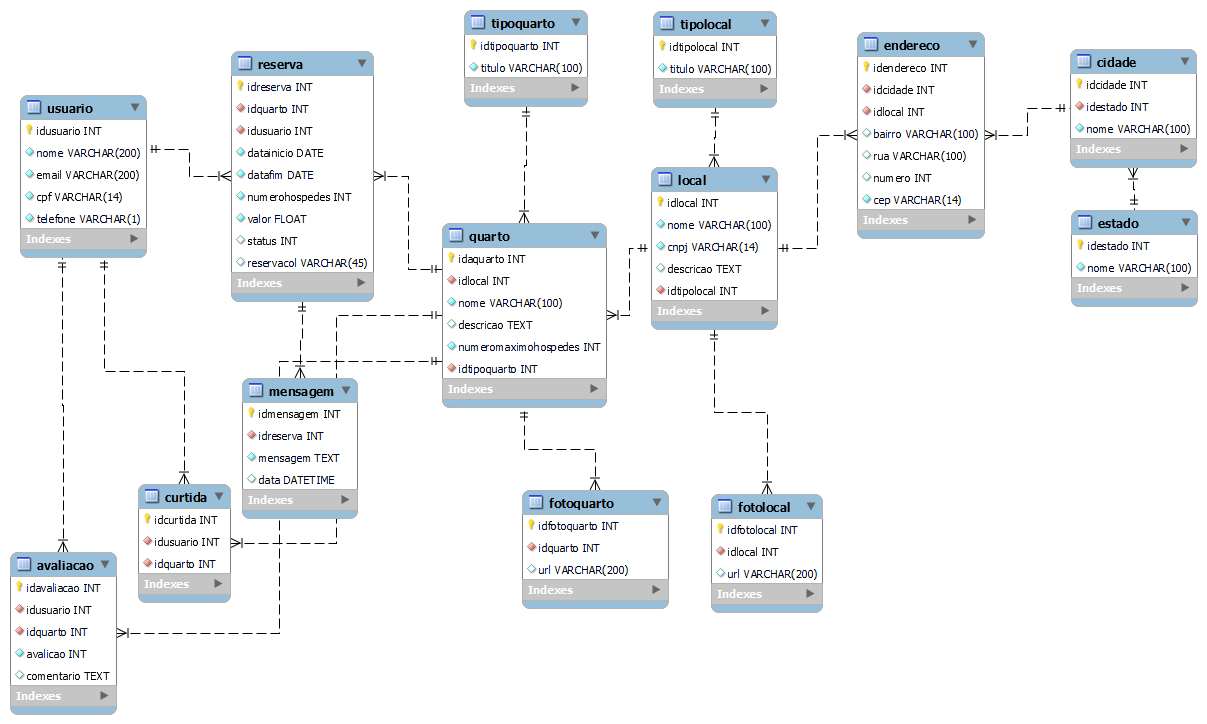 tipoquarto
idtipoquarto INT
titulo VARCHAR(100)
Indexes
tipolocal
idtipolocal INT
titulo VARCHAR(100)
Indexes
endereco
idendereco INT
idcidade INT
idlocal INT
bairro VARCHAR(100)
rua VARCHAR(100)
numero INT
cep VARCHAR(14)
Indexes
cidade
idcidade INT
idestado INT
nome VARCHAR(100)
Indexes
reserva
idreserva INT
idquarto INT
idusuario INT
datainicio DATE
datafim DATE
numerohospedes INT
valor FLOAT
status INT
reservacol VARCHAR(45)
Indexes
usuario
idusuario INT
nome VARCHAR(200)
email VARCHAR(200)
cpf VARCHAR(14)
telefone VARCHAR(1)
Indexes
local
idlocal INT
nome VARCHAR(100)
cnpj VARCHAR(14)
descricao TEXT
idtipolocal INT
Indexes
estado
idestado INT
nome VARCHAR(100)
Indexes
quarto
idaquarto INT
idlocal INT
nome VARCHAR(100)
descricao TEXT
numeromaximohospedes INT
idtipoquarto INT
Indexes
mensagem
idmensagem INT
idreserva INT
mensagem TEXT
data DATETIME
Indexes
curtida
idcurtida INT
idusuario INT
idquarto INT
Indexes
fotoquarto
idfotoquarto INT
idquarto INT
url VARCHAR(200)
Indexes
fotolocal
idfotolocal INT
idlocal INT
url VARCHAR(200)
Indexes
avaliacao
idavaliacao INT
idusuario INT
idquarto INT
avalicao INT
comentario TEXT
Indexes